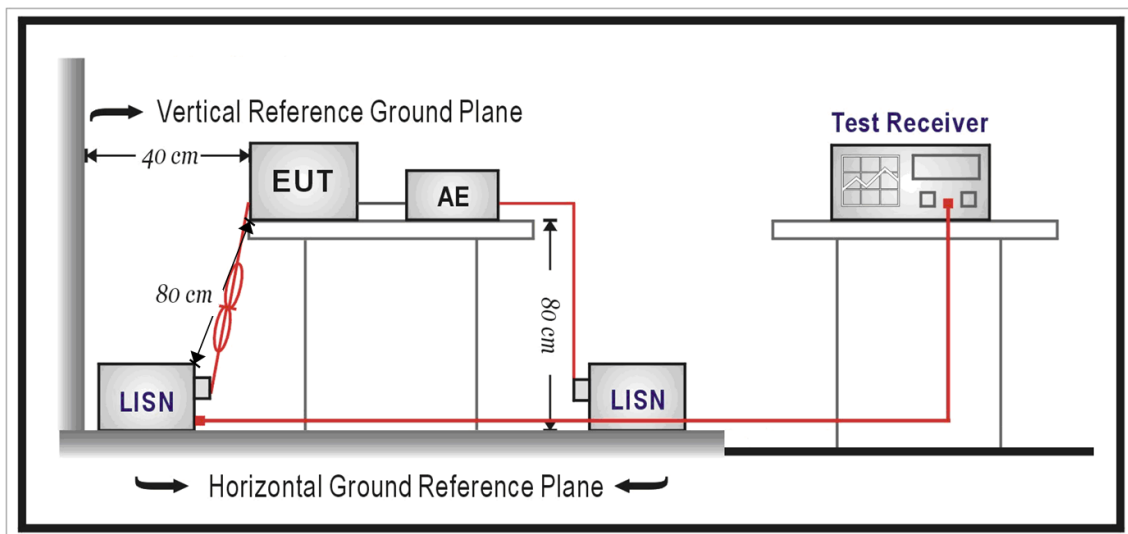 Vertical Reference Ground Plane
Test Receiver
40 cm
EUT
AE
80 cm
80 cm
LISN
LISN
Horizontal Ground Reference Plane